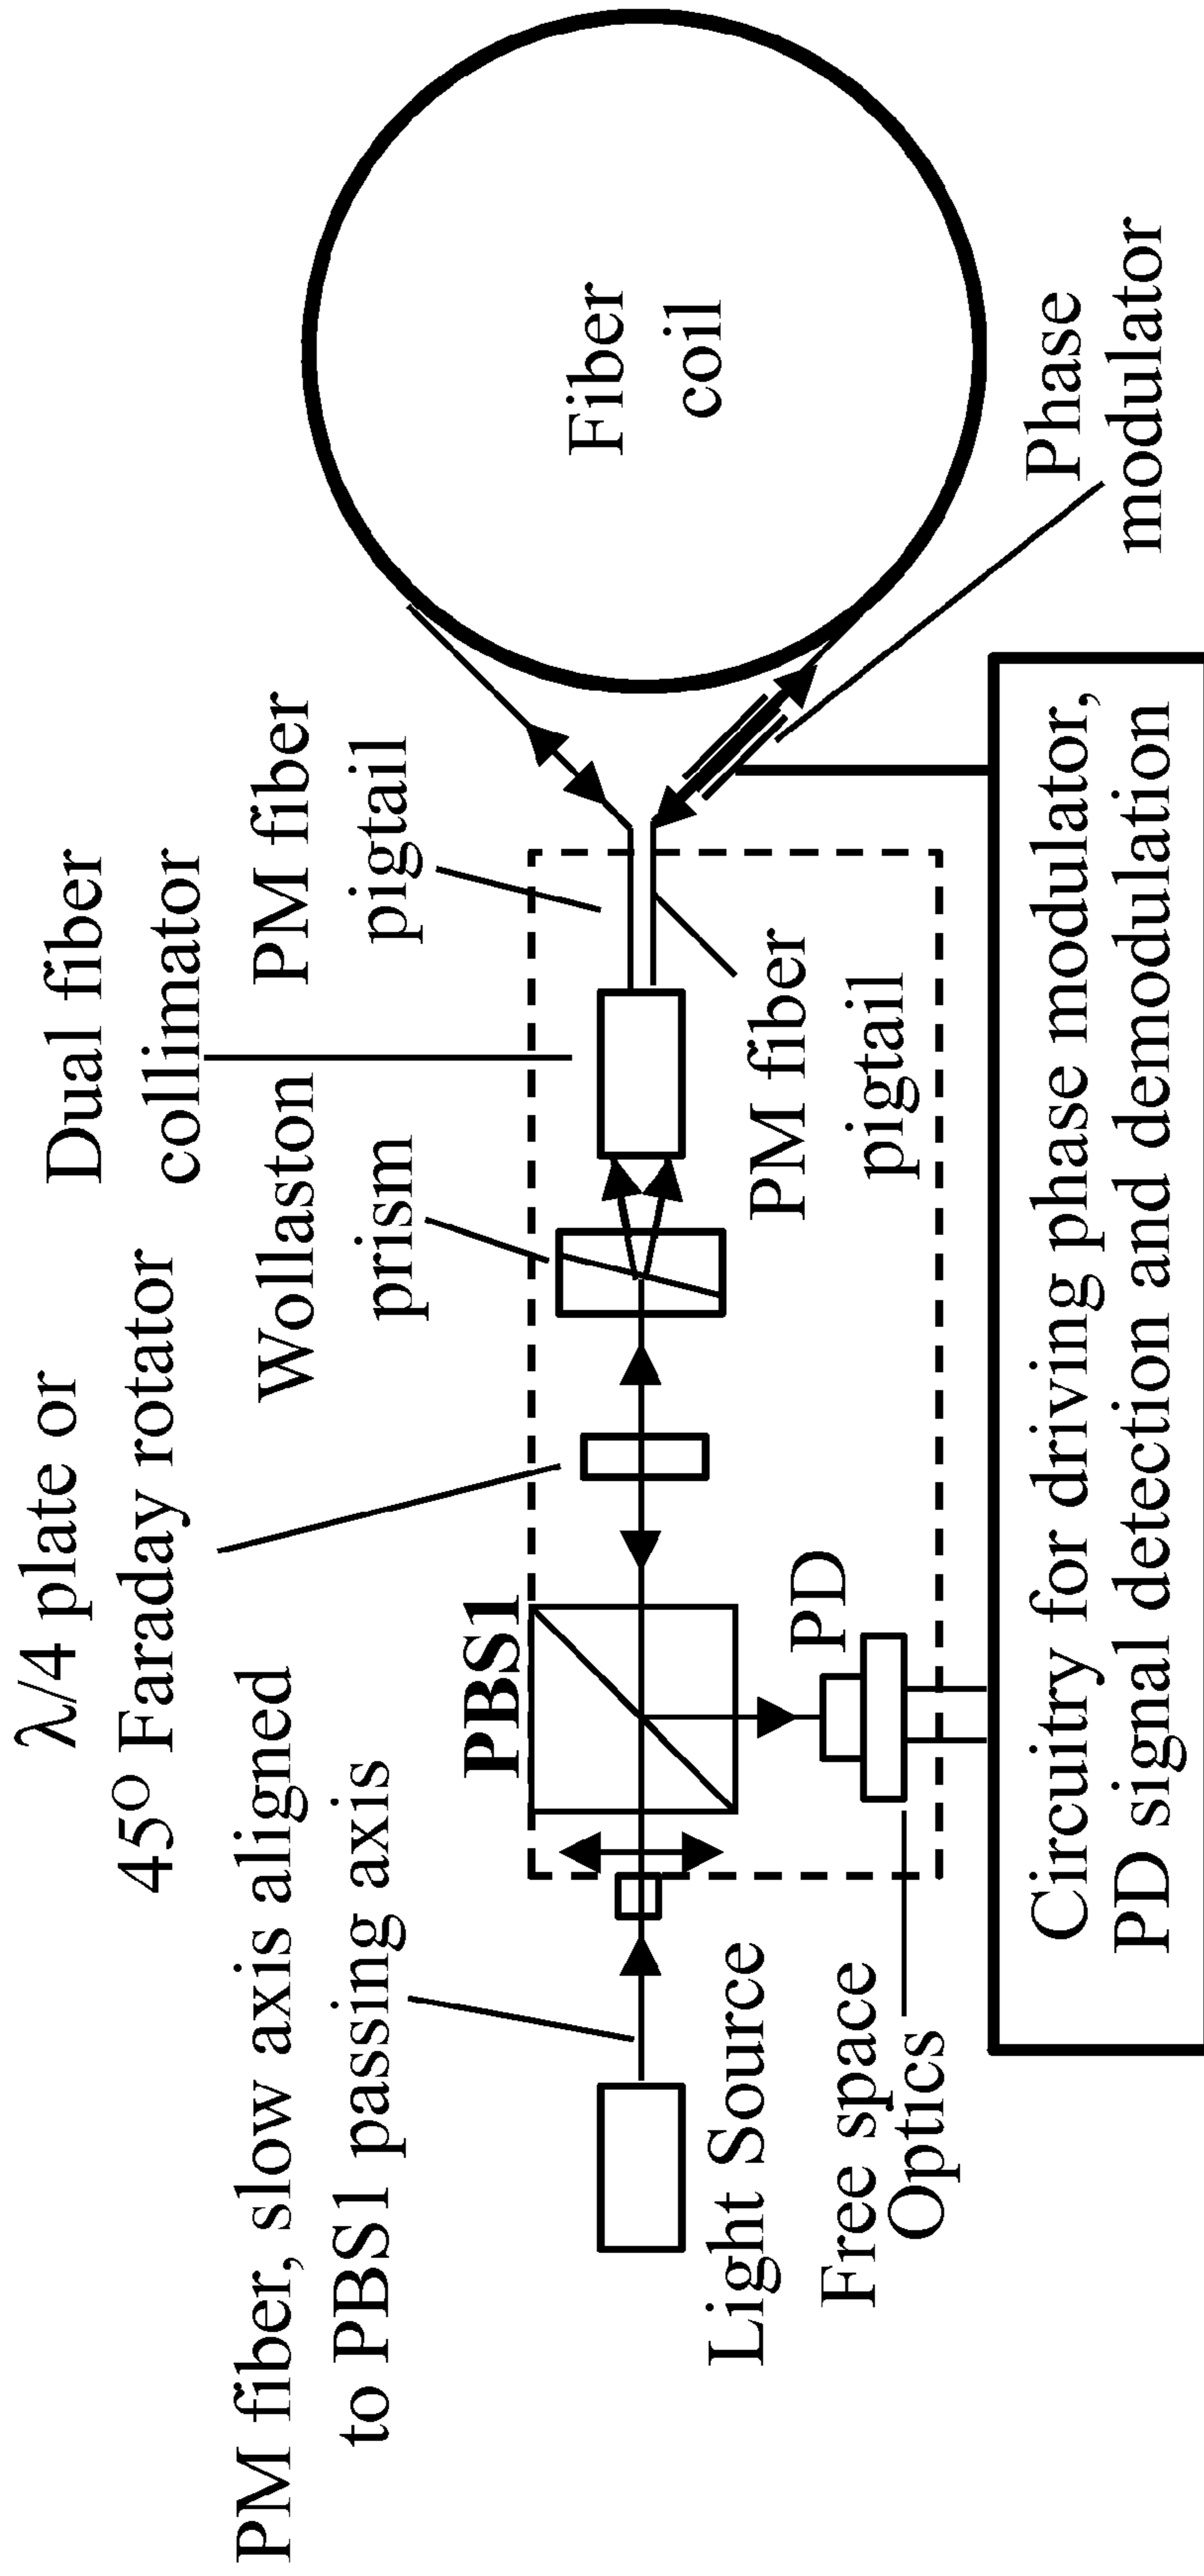 λ/4 plate or
45° Faraday rotator
PM fiber, slow axis aligned
to PBS1 passing axis
PBS1
Wollaston
prism
Dual fiber
collimator
PM fiber
pigtail
Fiber
coil
Light Source
Free space
Optics
PD
PM fiber
pigtail
Phase
modulator
Circuitry for driving phase modulator,
PD signal detection and demodulation